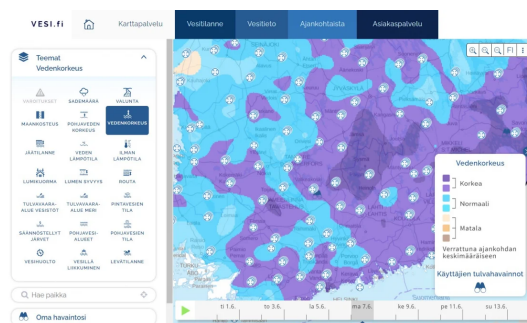 VESI.fi
Karttapalvelu
Vesitilanne
Vesitieto
Ajankohtaista
Asiakaspalvelu
Teemat
Vedenkorkeus
VAROITUKSET
SADEMÄÄRÄ
VALUNTA
MAANKOSTEUS
POHJAVEDEN
KORKEUS
VEDENKORKEUS
JÄÄTILANNE
VEDEN
LÄMPÖTILA
ILMAN
LÄMPÖTILA
LUMIKUORMA
LUMEN SYVYYS
ROUTA
TULVAVAARA-
ALUE VESISTÖT
TULVAVAARA-
ALUE MERI
PINTAVESIEN
TILA
SÄÄNNÖSTELLYT
JÄRVET
POHJAVESI-
ALUEET
POHJAVESIEN
TILA
VESIHUOLTO
VESILLÄ
LIIKKUMINEN
LEVÄTILANNE
Hae paikka
Oma havaintosi
FI
Vedenkorkeus
Korkea
Normaali
Matala
Verrattuna ajankohdan
keskimääräiseen
Käyttäjien tulvahavainnot
ti 1.6.
to 3.6.
la 5.6.
ma 7.6.
ke 9.6.
pe 11.6.
su 13.6.